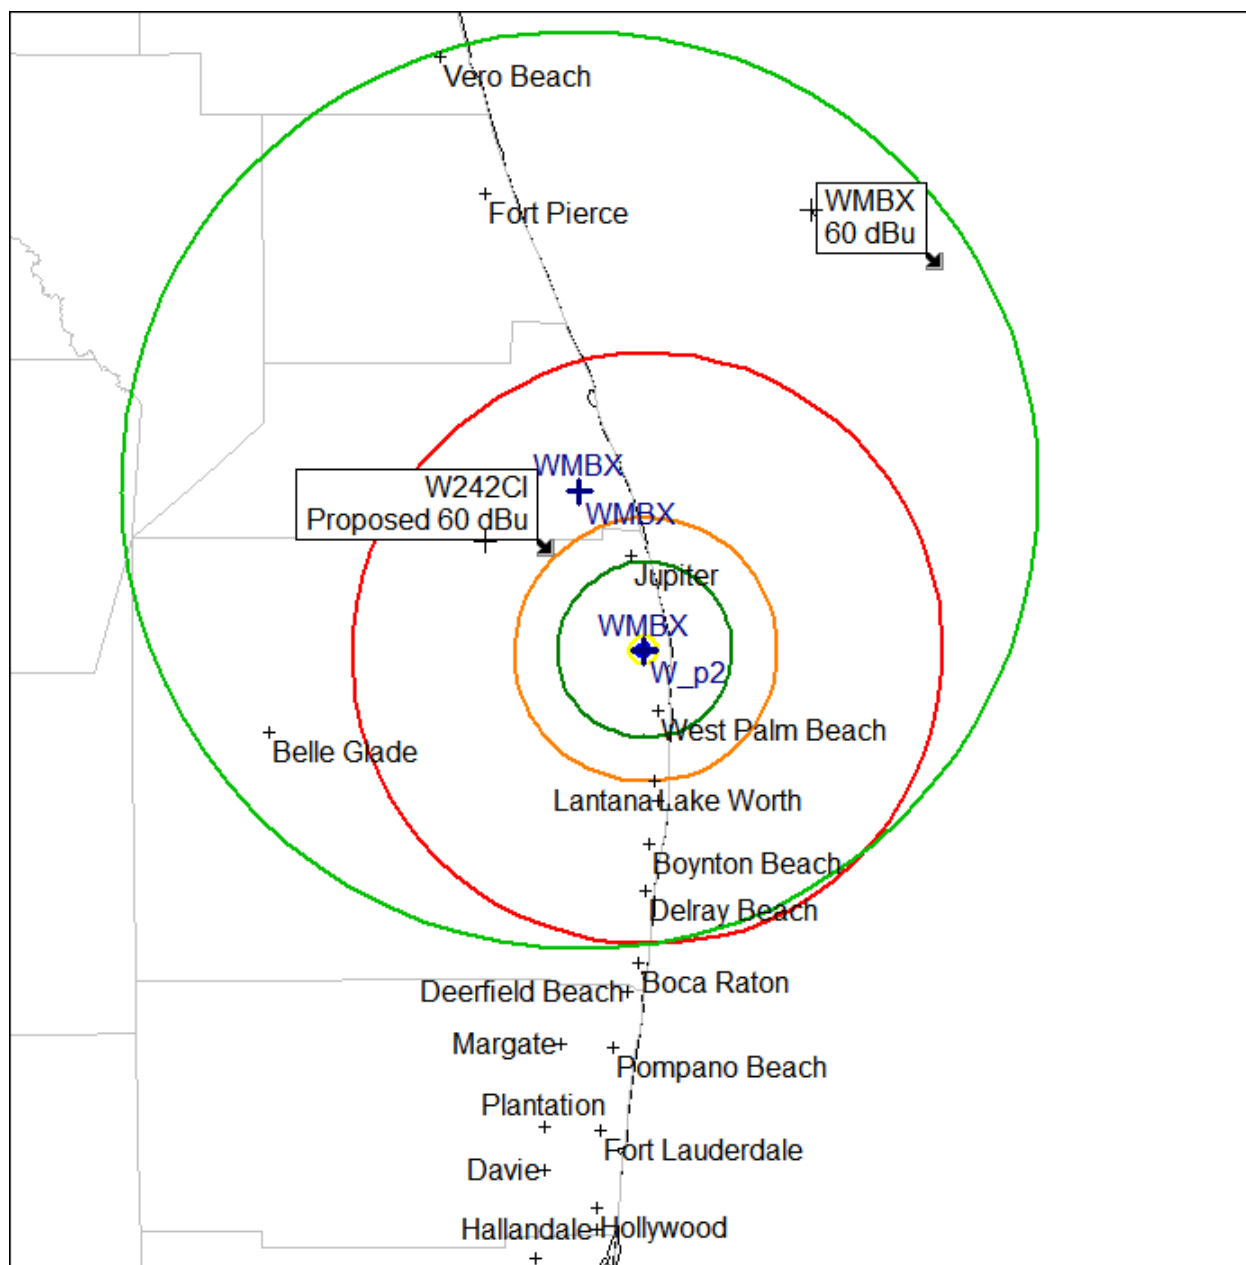 Vero Beach
WMBX
60 dBu
Fort Pierce
WMBX
W242CI
Proposed 60 dBu
WMBX
Jupiter
WMBX
W_p2
West Palm Beach
Belle Glade
Lantana
Lake Worth
Boynton Beach
Delray Beach
Boca Raton
Deerfield Beach
Margate
Pompano Beach
Plantation
Fort Lauderdale
Davie
Hallandale
Hollywood